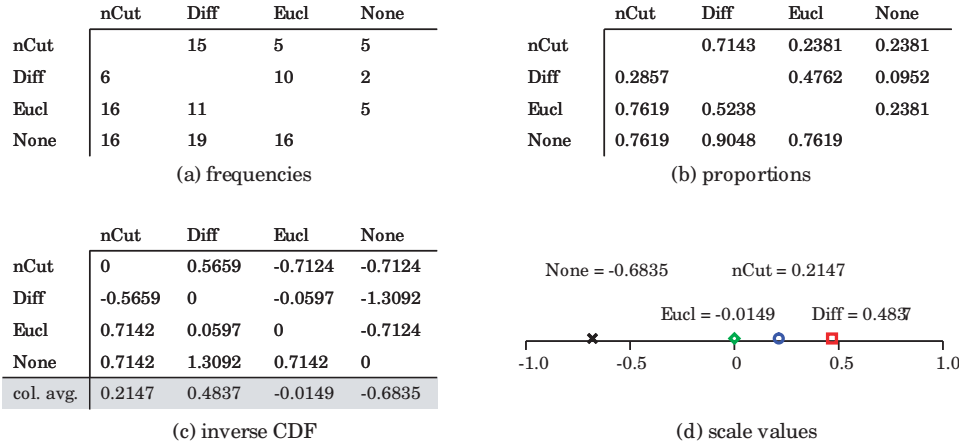 nCut Diff Eucl None
nCut 15 5 5
Diff 6 10 2
Eucl 16 11 5
None 16 19 16
(a) frequencies
nCut Diff Eucl None
nCut 0.7143 0.2381 0.2381
Diff 0.2857 0.4762 0.0952
Eucl 0.7619 0.5238 0.2381
None 0.7619 0.9048 0.7619
(b) proportions
nCut Diff Eucl None
nCut 0 0.5659 -0.7124 -0.7124
Diff -0.5659 0 -0.0597 -1.3092
Eucl 0.7142 0.0597 0 -0.7124
None 0.7142 1.3092 0.7142 0
col. avg. 0.2147 0.4837 -0.0149 -0.6835
(c) inverse CDF
None = -0.6835 nCut = 0.2147
Eucl = -0.0149 Diff = 0.4837
-1.0 -0.5 0 0.5 1.0
(d) scale values